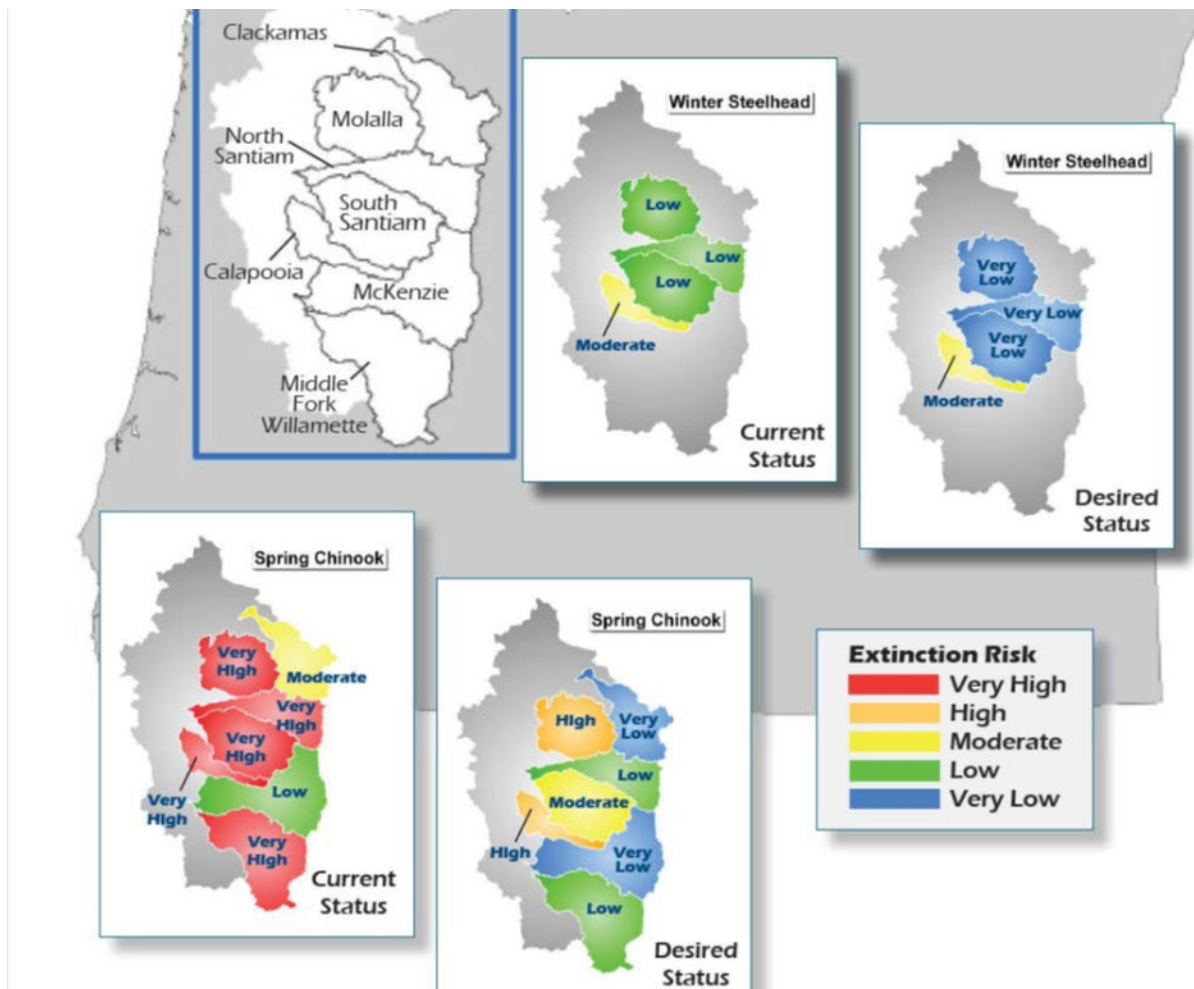 Clackamas
Molalla
North
Santiam
South
Santiam
Calapooia
McKenzie
Middle
Fork
Willamette
Winter Steelhead
Low
Low
Low
Moderate
Current
Status
Winter Steelhead
Very
Low
Very Low
Very
Low
Moderate
Desired
Status
Spring Chinook
Very
High
Moderate
Very
High
Very
High
Very
High
Low
Very
High
Current
Status
Spring Chinook
High
Very
Low
Low
Moderate
High
Very
Low
Low
Desired
Status
Extinction Risk
Very High
High
Moderate
Low
Very Low